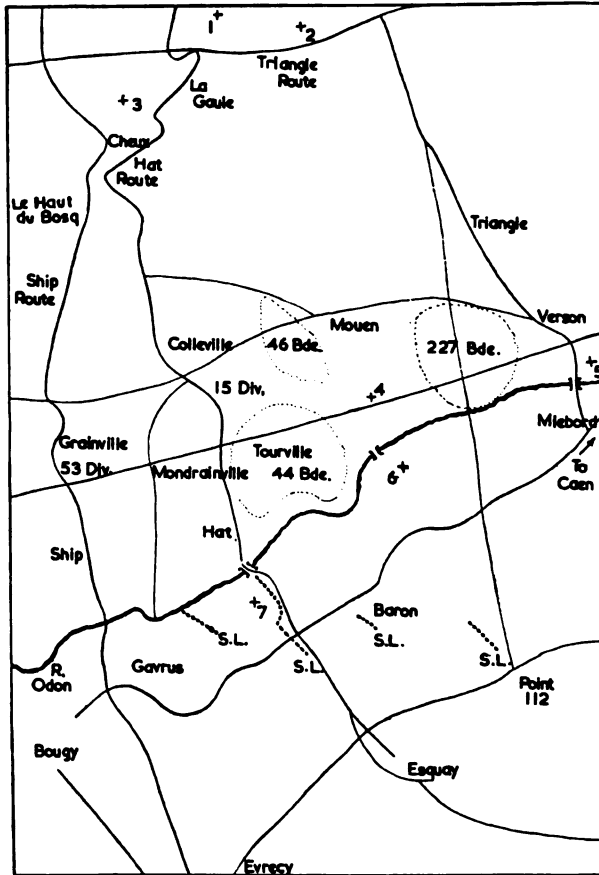 1
2
Triangle
Route
La
Gaule
3
Cheux
Hat
Route
Le Haut
du Bosq
Triangle
Ship
Route
Verson
Mouen
Colleville
46 Bde.
227 Bde.
5
15 Div.
4
Miebord
Grainville
53 Div.
Tourville
44 Bde.
Mondrainville
6
To
Caen
Hat
Ship
7
Baron
S.L.
S.L.
S.L.
S.L.
Gavrus
R.
Odon
Point
112
Bougy
Esquay
Evrecy